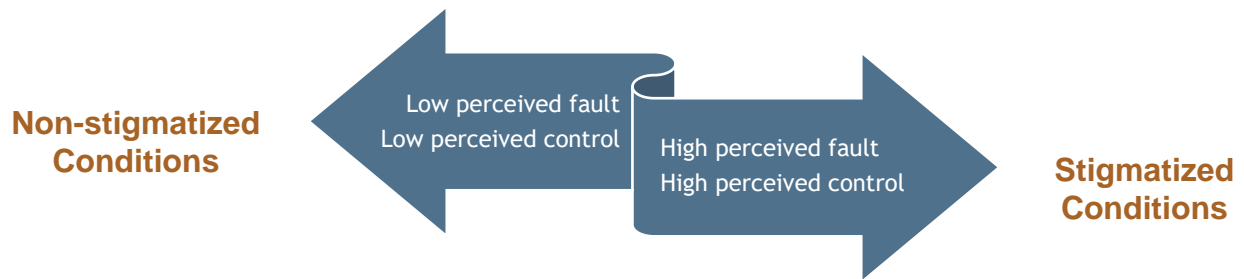 Non-stigmatized
Conditions
Low perceived fault
Low perceived control
High perceived fault
High perceived control
Stigmatized
Conditions